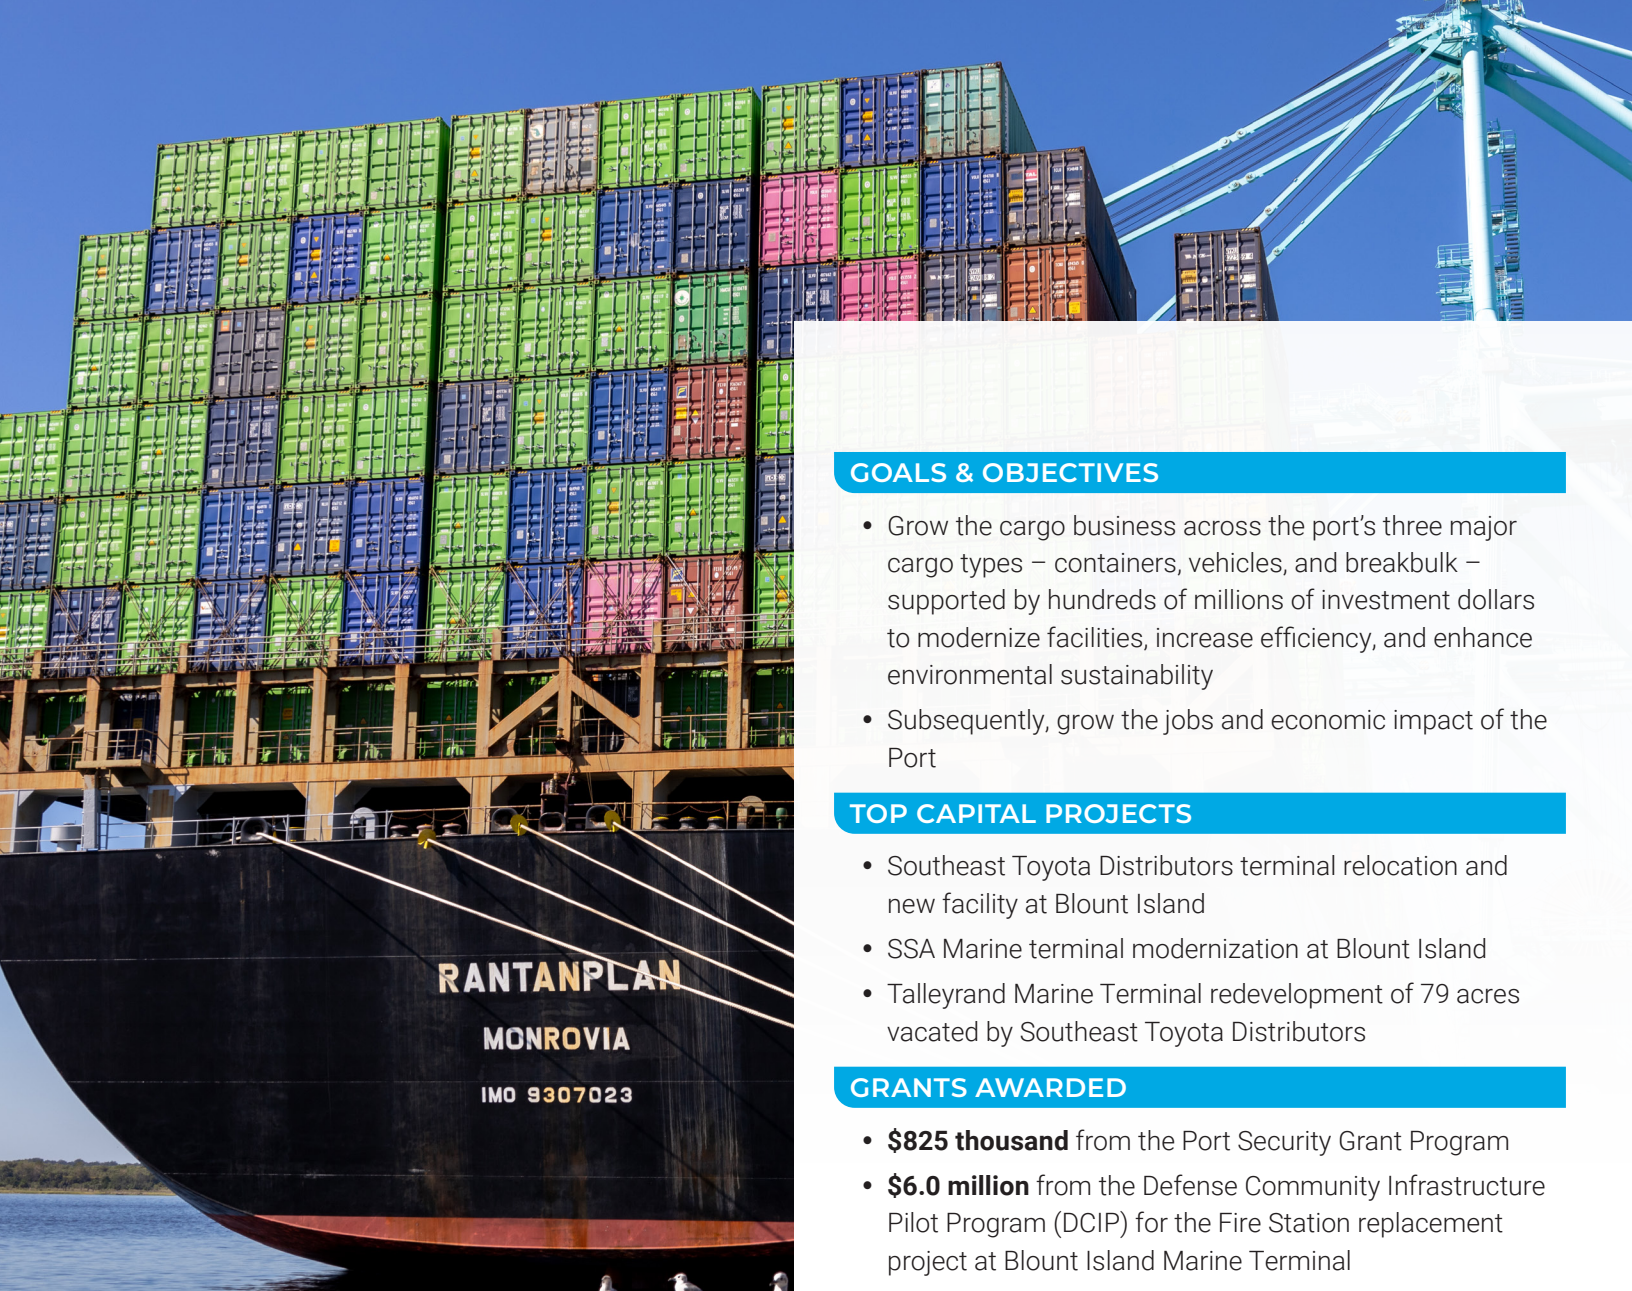 GOALS & OBJECTIVES
• Grow the cargo business across the port’s three major
cargo types – containers, vehicles, and breakbulk –
supported by hundreds of millions of investment dollars
to modernize facilities, increase efficiency, and enhance
environmental sustainability
• Subsequently, grow the jobs and economic impact of the
Port
TOP CAPITAL PROJECTS
• Southeast Toyota Distributors terminal relocation and
new facility at Blount Island
• SSA Marine terminal modernization at Blount Island
• Talleyrand Marine Terminal redevelopment of 79 acres
vacated by Southeast Toyota Distributors
GRANTS AWARDED
• $825 thousand from the Port Security Grant Program
• $6.0 million from the Defense Community Infrastructure
Pilot Program (DCIP) for the Fire Station replacement
project at Blount Island Marine Terminal
RANTANPLAN
MONROVIA
IMO 9307023